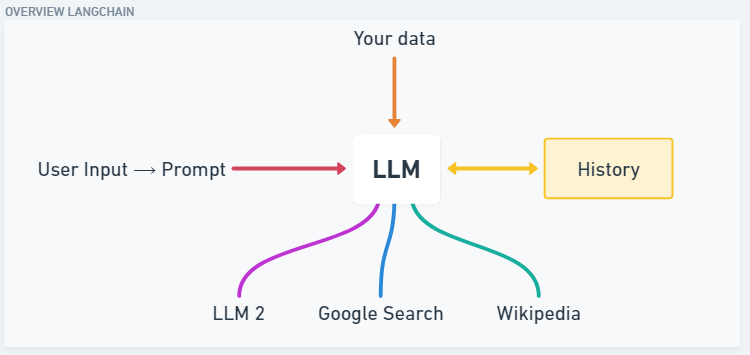 OVERVIEW LANGCHAIN
Your data
User Input → Prompt
LLM
History
LLM 2
Google Search
Wikipedia